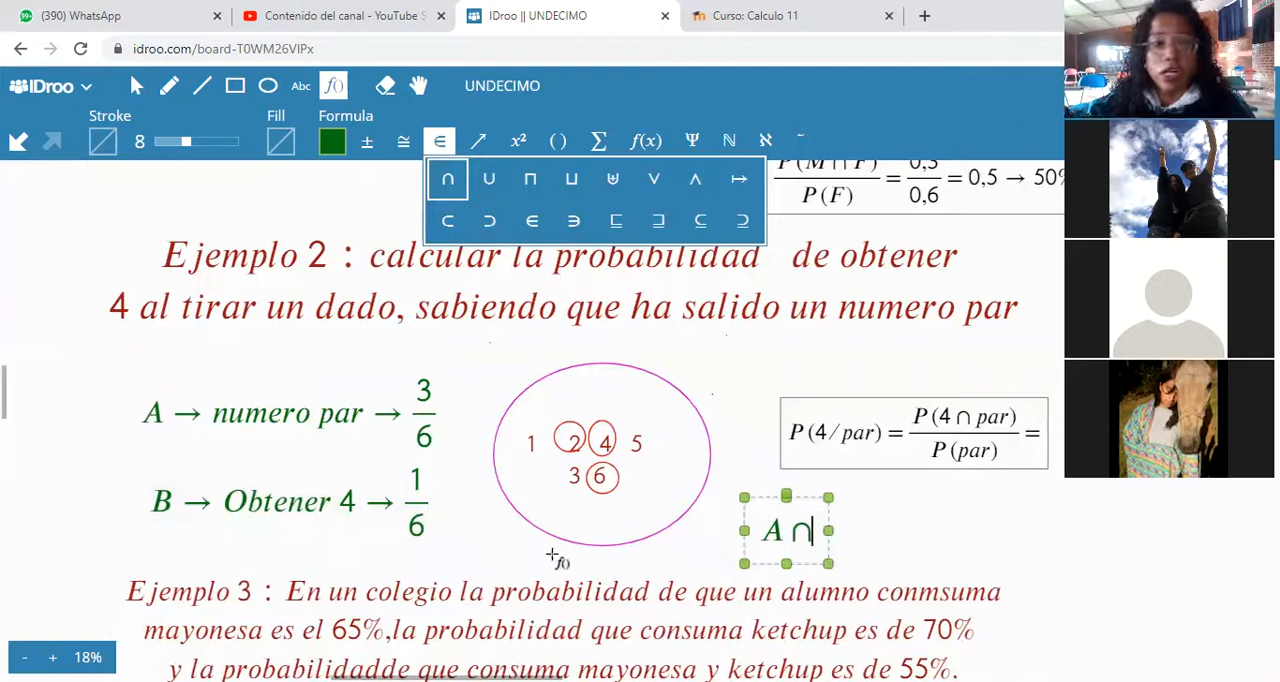 (390) WhatsApp
Contenido del canal - YouTube S
IDroo || UNDECIMO
Curso: Calculo 11
idroo.com/board-T0WM26VlPx
IDroo
Abc
f()
UNDECIMO
Stroke
Fill
Formula
8
± ≅ ∈ ↗ x² ( ) ∑ f(x) Ψ ℕ ℵ ~
∩ ∪ ⊓ ⊔ ⊎ ∨ ∧ ↦
⊂ ⊃ ∈ ∋ ⊑ ⊒ ⊆ ⊇
P(M ∩ F) / P(F) = 0,3 / 0,6 = 0,5 → 50%
Ejemplo 2 : calcular la probabilidad de obtener
4 al tirar un dado, sabiendo que ha salido un numero par
A → numero par → 3/6
B → Obtener 4 → 1/6
1 2 4 5
3 6
P(4/par) = P(4 ∩ par) / P(par) =
A ∩
f()
Ejemplo 3 : En un colegio la probabilidad de que un alumno conmsuma
mayonesa es el 65%,la probabilidad que consuma ketchup es de 70%
y la probabilidadde que consuma mayonesa y ketchup es de 55%.
- + 18%